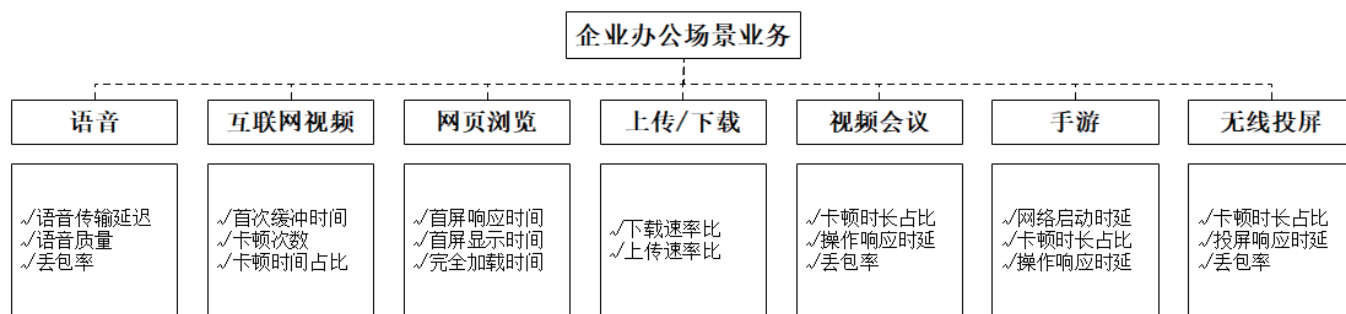 企业办公场景业务
语音
互联网视频
网页浏览
上传/下载
视频会议
手游
无线投屏
✓语音传输延迟
✓语音质量
✓丢包率
✓首次缓冲时间
✓卡顿次数
✓卡顿时间占比
✓首屏响应时间
✓首屏显示时间
✓完全加载时间
✓下载速率比
✓上传速率比
✓卡顿时长占比
✓操作响应时延
✓丢包率
✓网络启动时延
✓卡顿时长占比
✓操作响应时延
✓卡顿时长占比
✓投屏响应时延
✓丢包率